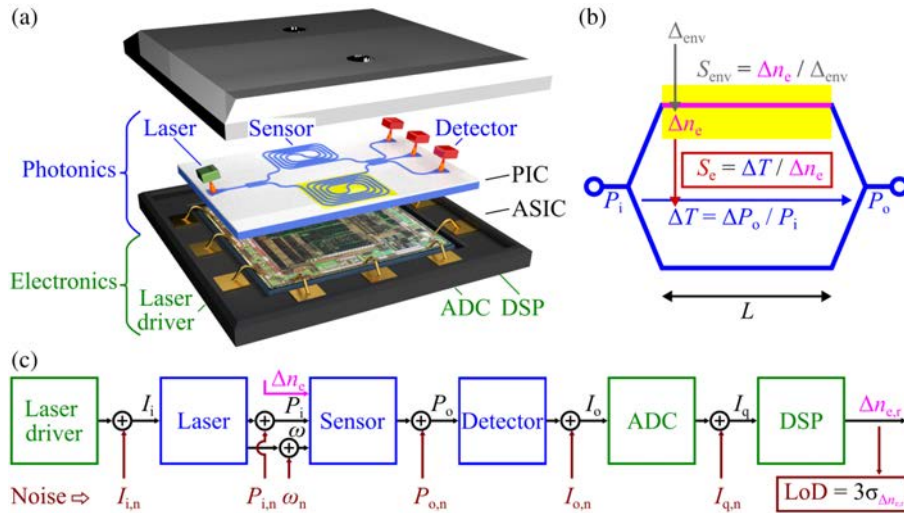 (a)
Laser
Sensor
Detector
Photonics
PIC
ASIC
Electronics
Laser
driver
ADC DSP
(b)
Δenv
Senv = Δne / Δenv
Δne
Se = ΔT / Δne
Pi
Po
ΔT = ΔPo / Pi
L
(c)
Δne
Ii
Pi
Po
Io
Iq
Δne,r
Laser
driver
Laser
ω
Sensor
Detector
ADC
DSP
Noise ⇨
Ii,n
Pi,n
ωn
Po,n
Io,n
Iq,n
LoD = 3σΔne,r